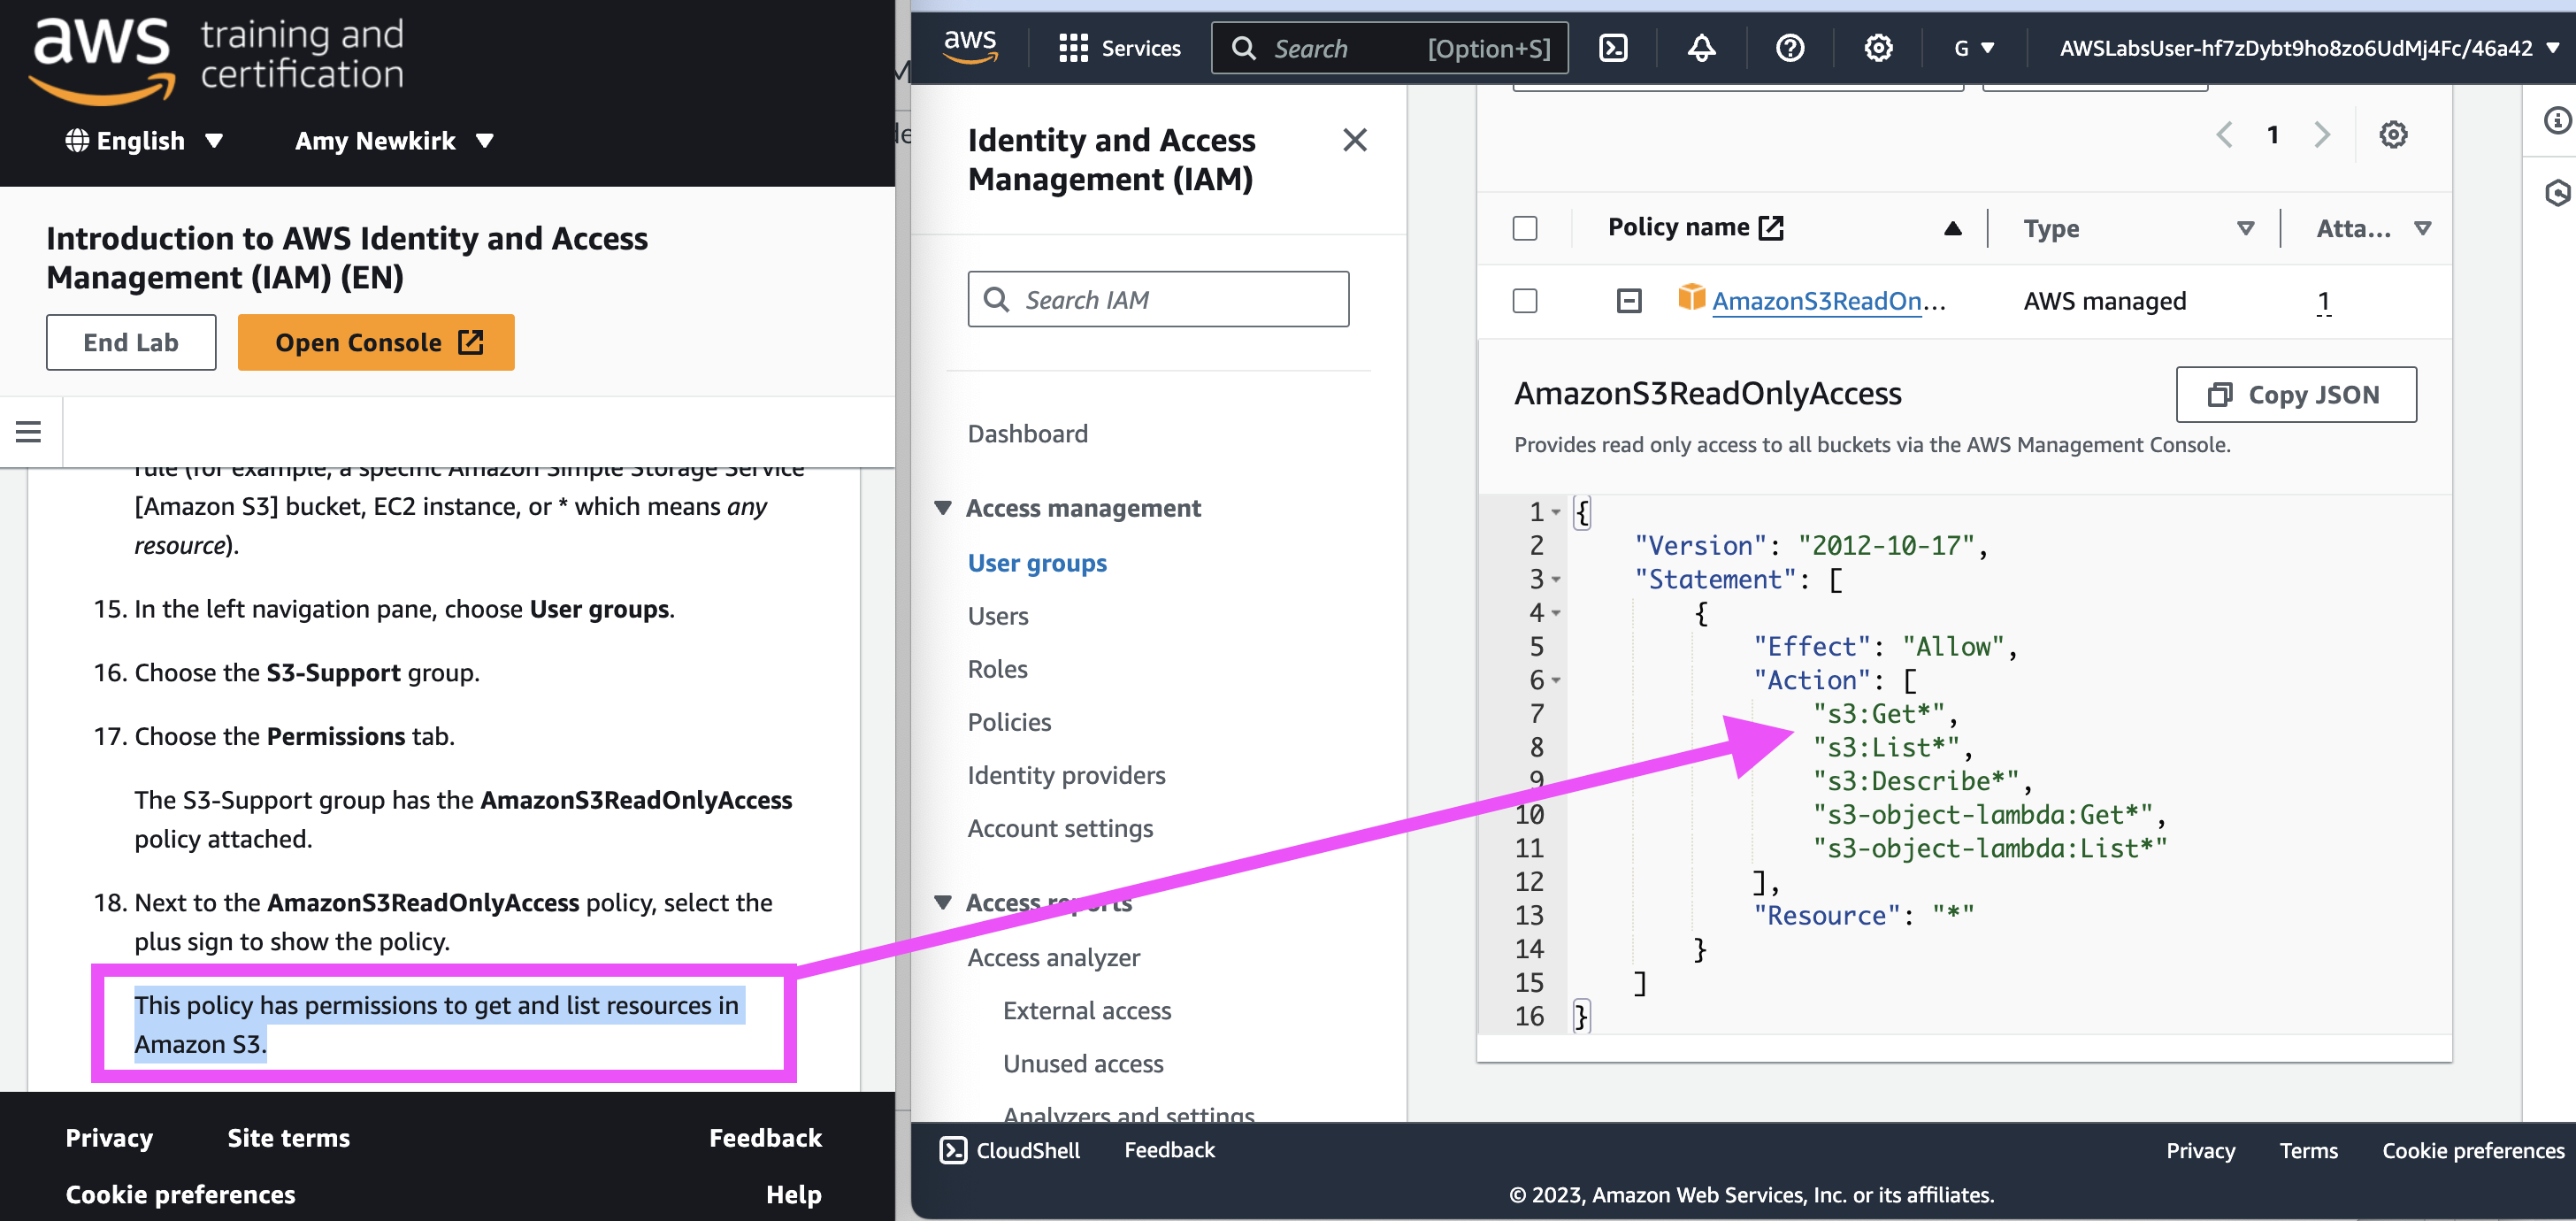 aws training and
certification
English ▼ Amy Newkirk ▼
Introduction to AWS Identity and Access
Management (IAM) (EN)
End Lab
Open Console
rule (for example, a specific Amazon Simple Storage Service
[Amazon S3] bucket, EC2 instance, or * which means any
resource).
15. In the left navigation pane, choose User groups.
16. Choose the S3-Support group.
17. Choose the Permissions tab.
The S3-Support group has the AmazonS3ReadOnlyAccess
policy attached.
18. Next to the AmazonS3ReadOnlyAccess policy, select the
plus sign to show the policy.
This policy has permissions to get and list resources in
Amazon S3.
Privacy Site terms Feedback
Cookie preferences Help
aws Services Search [Option+S] G ▼ AWSLabsUser-hf7zDybt9ho8zo6UdMj4Fc/46a42 ▼
Identity and Access
Management (IAM)
Search IAM
Dashboard
Access management
User groups
Users
Roles
Policies
Identity providers
Account settings
Access reports
Access analyzer
External access
Unused access
Analyzers and settings
1
Policy name Type Atta...
AmazonS3ReadOn... AWS managed 1
AmazonS3ReadOnlyAccess
Copy JSON
Provides read only access to all buckets via the AWS Management Console.
1 {
2 "Version": "2012-10-17",
3 "Statement": [
4 {
5 "Effect": "Allow",
6 "Action": [
7 "s3:Get*",
8 "s3:List*",
9 "s3:Describe*",
10 "s3-object-lambda:Get*",
11 "s3-object-lambda:List*"
12 ],
13 "Resource": "*"
14 }
15 ]
16 }
CloudShell Feedback Privacy Terms Cookie preferences
© 2023, Amazon Web Services, Inc. or its affiliates.